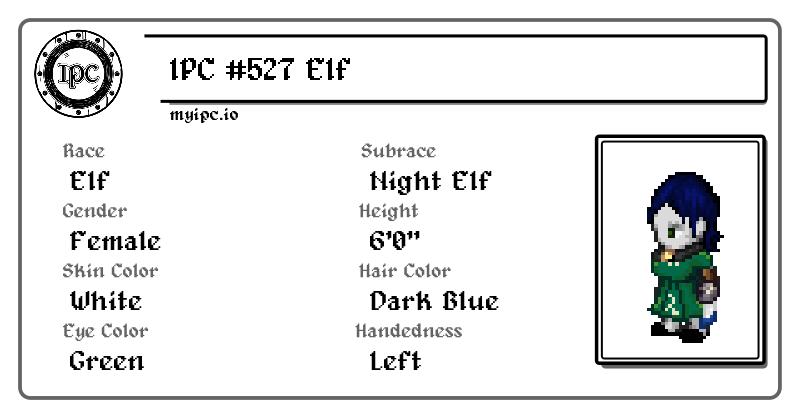 IPC
IPC #527 Elf
myipc.io
Race
Elf
Subrace
Night Elf
Gender
Female
Height
6'0"
Skin Color
White
Hair Color
Dark Blue
Eye Color
Green
Handedness
Left